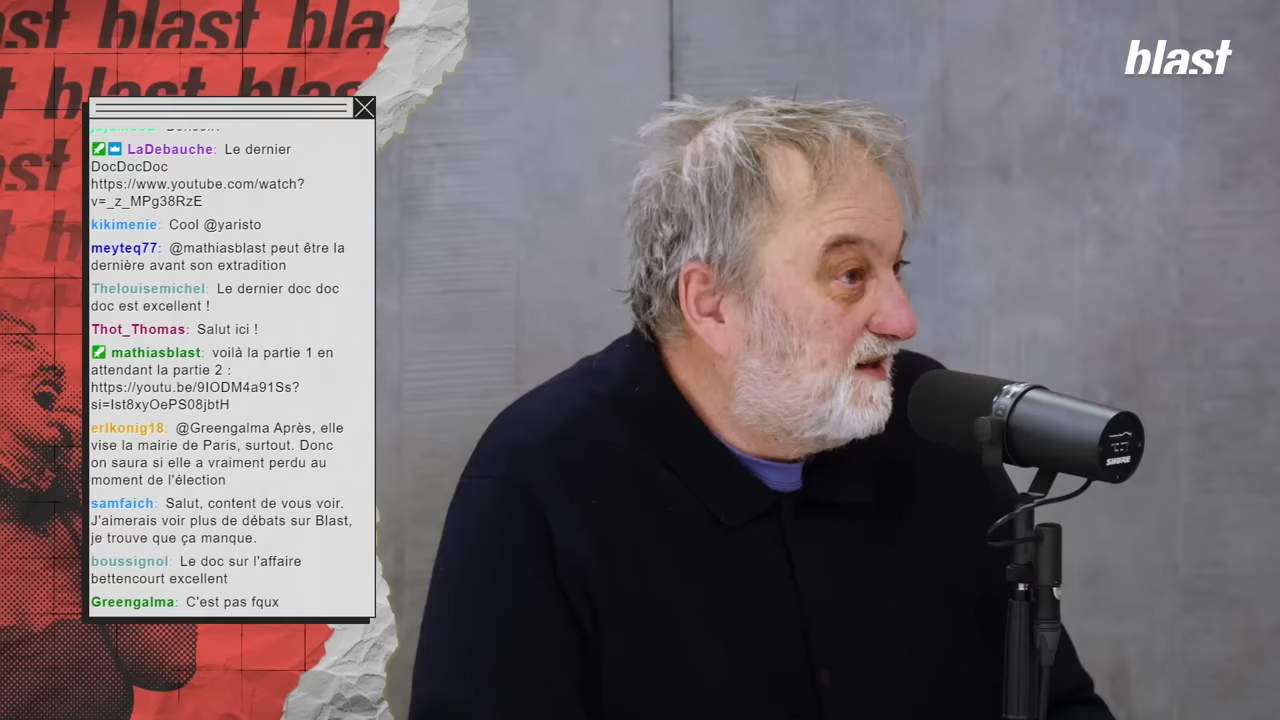 blast
blast
blast
blast
LaDebauche: Le dernier
DocDocDoc
https://www.youtube.com/watch?
v=_z_MPg38RzE
kikimenie: Cool @yaristo
meyteq77: @mathiasblast peut être la
dernière avant son extradition
Thelouisemichel: Le dernier doc doc
doc est excellent !
Thot_Thomas: Salut ici !
mathiasblast: voilà la partie 1 en
attendant la partie 2 :
https://youtu.be/9IODM4a91Ss?
si=Ist8xyOePS08jbtH
erlkonig18: @Greengalma Après, elle
vise la mairie de Paris, surtout. Donc
on saura si elle a vraiment perdu au
moment de l'élection
samfaich: Salut, content de vous voir.
J'aimerais voir plus de débats sur Blast,
je trouve que ça manque.
boussignol: Le doc sur l'affaire
bettencourt excellent
Greengalma: C'est pas fqux
SHURE